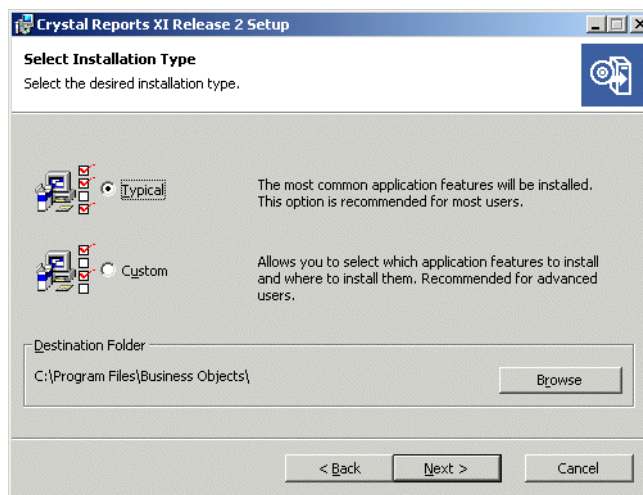 Crystal Reports XI Release 2 Setup
Select Installation Type
Select the desired installation type.
Typical
The most common application features will be installed.
This option is recommended for most users.
Custom
Allows you to select which application features to install
and where to install them. Recommended for advanced
users.
Destination Folder
C:\Program Files\Business Objects\
Browse
< Back
Next >
Cancel